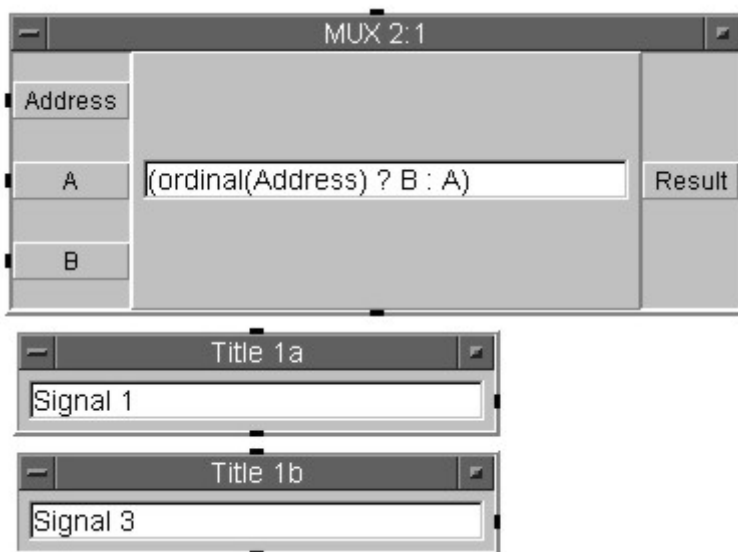 MUX 2:1
Address
A
(ordinal(Address) ? B : A)
Result
B
Title 1a
Signal 1
Title 1b
Signal 3